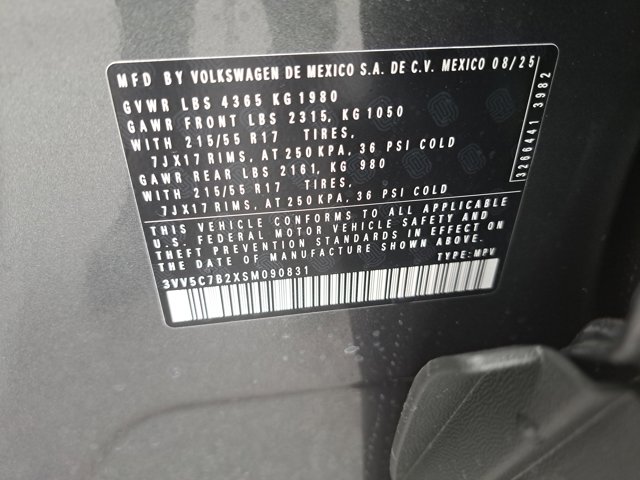 MFD BY VOLKSWAGEN DE MEXICO S.A. DE C.V. MEXICO 08/25
GVWR LBS 4365 KG 1980
GAWR FRONT LBS 2315, KG 1050
WITH 215/55 R17 TIRES,
7JX17 RIMS, AT 250 KPA, 36 PSI COLD
GAWR REAR LBS 2161, KG 980
WITH 215/55 R17 TIRES,
7JX17 RIMS, AT 250 KPA, 36 PSI COLD
THIS VEHICLE CONFORMS TO ALL APPLICABLE
U.S. FEDERAL MOTOR VEHICLE SAFETY AND
THEFT PREVENTION STANDARDS IN EFFECT ON
THE DATE OF MANUFACTURE SHOWN ABOVE.
3VV5C7B2XSM090831 TYPE: MPV
3266441 3982